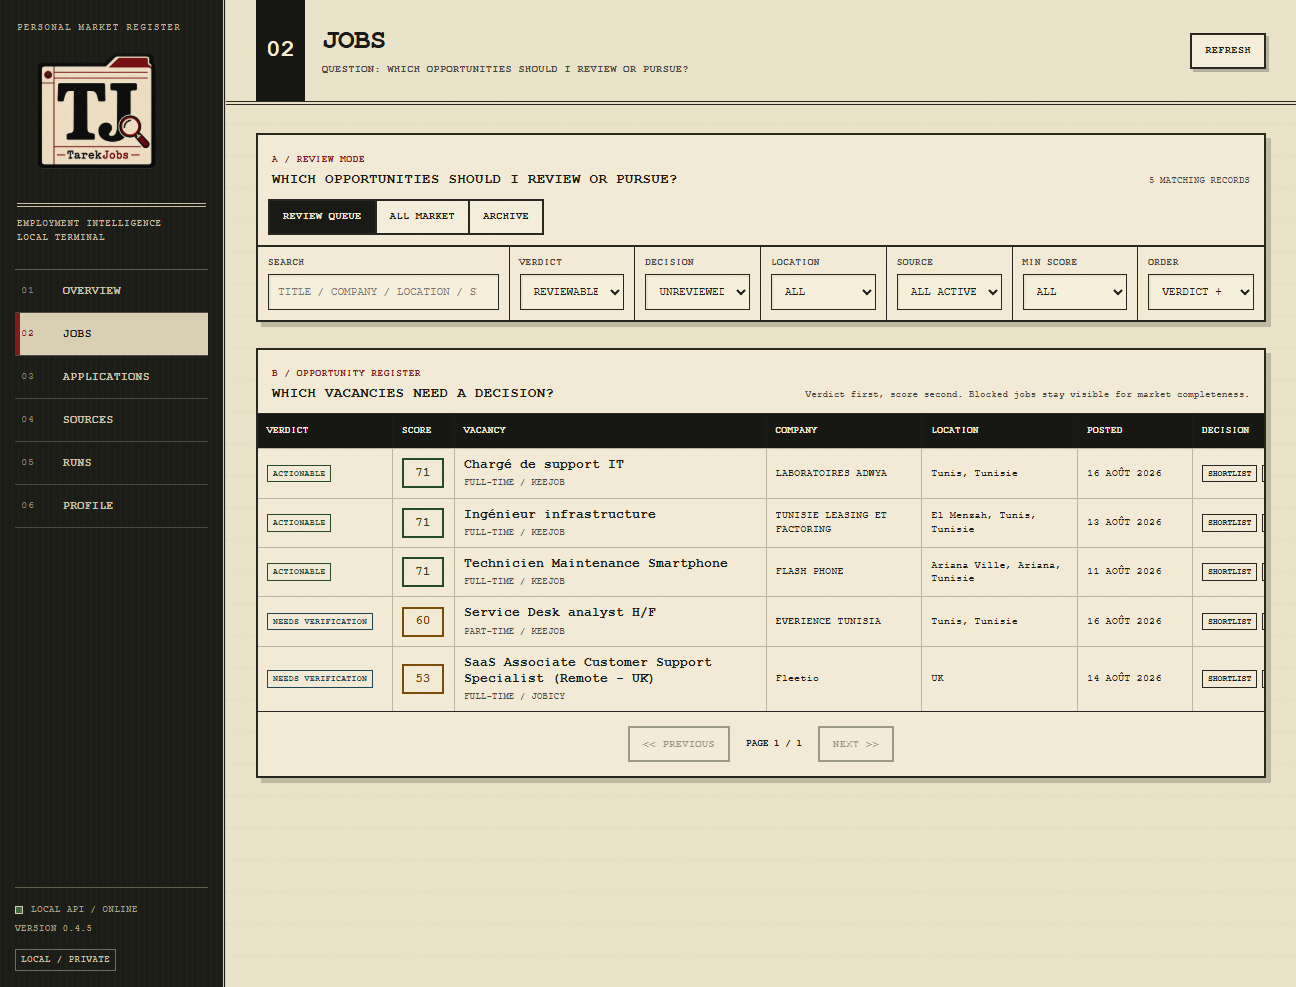 PERSONAL MARKET REGISTER
TJ
TarekJobs
EMPLOYMENT INTELLIGENCE
LOCAL TERMINAL
01 OVERVIEW
02 JOBS
03 APPLICATIONS
04 SOURCES
05 RUNS
06 PROFILE
LOCAL API / ONLINE
VERSION 0.4.5
LOCAL / PRIVATE
02
JOBS
QUESTION: WHICH OPPORTUNITIES SHOULD I REVIEW OR PURSUE?
REFRESH
A / REVIEW MODE
WHICH OPPORTUNITIES SHOULD I REVIEW OR PURSUE?
5 MATCHING RECORDS
REVIEW QUEUE ALL MARKET ARCHIVE
SEARCH VERDICT DECISION LOCATION SOURCE MIN SCORE ORDER
TITLE / COMPANY / LOCATION / S REVIEWABLE UNREVIEWED ALL ALL ACTIVE ALL VERDICT +
B / OPPORTUNITY REGISTER
WHICH VACANCIES NEED A DECISION?
Verdict first, score second. Blocked jobs stay visible for market completeness.
VERDICT SCORE VACANCY COMPANY LOCATION POSTED DECISION
ACTIONABLE 71 Chargé de support IT LABORATOIRES ADWYA Tunis, Tunisie 16 AOÛT 2026 SHORTLIST
FULL-TIME / KEEJOB
ACTIONABLE 71 Ingénieur infrastructure TUNISIE LEASING ET El Menzah, Tunis, 13 AOÛT 2026 SHORTLIST
FULL-TIME / KEEJOB FACTORING Tunisie
ACTIONABLE 71 Technicien Maintenance Smartphone FLASH PHONE Ariana Ville, Ariana, 11 AOÛT 2026 SHORTLIST
FULL-TIME / KEEJOB Tunisie
NEEDS VERIFICATION 60 Service Desk analyst H/F EVERIENCE TUNISIA Tunis, Tunisie 16 AOÛT 2026 SHORTLIST
PART-TIME / KEEJOB
NEEDS VERIFICATION 53 SaaS Associate Customer Support Fleetio UK 14 AOÛT 2026 SHORTLIST
Specialist (Remote - UK)
FULL-TIME / JOBICY
<< PREVIOUS PAGE 1 / 1 NEXT >>